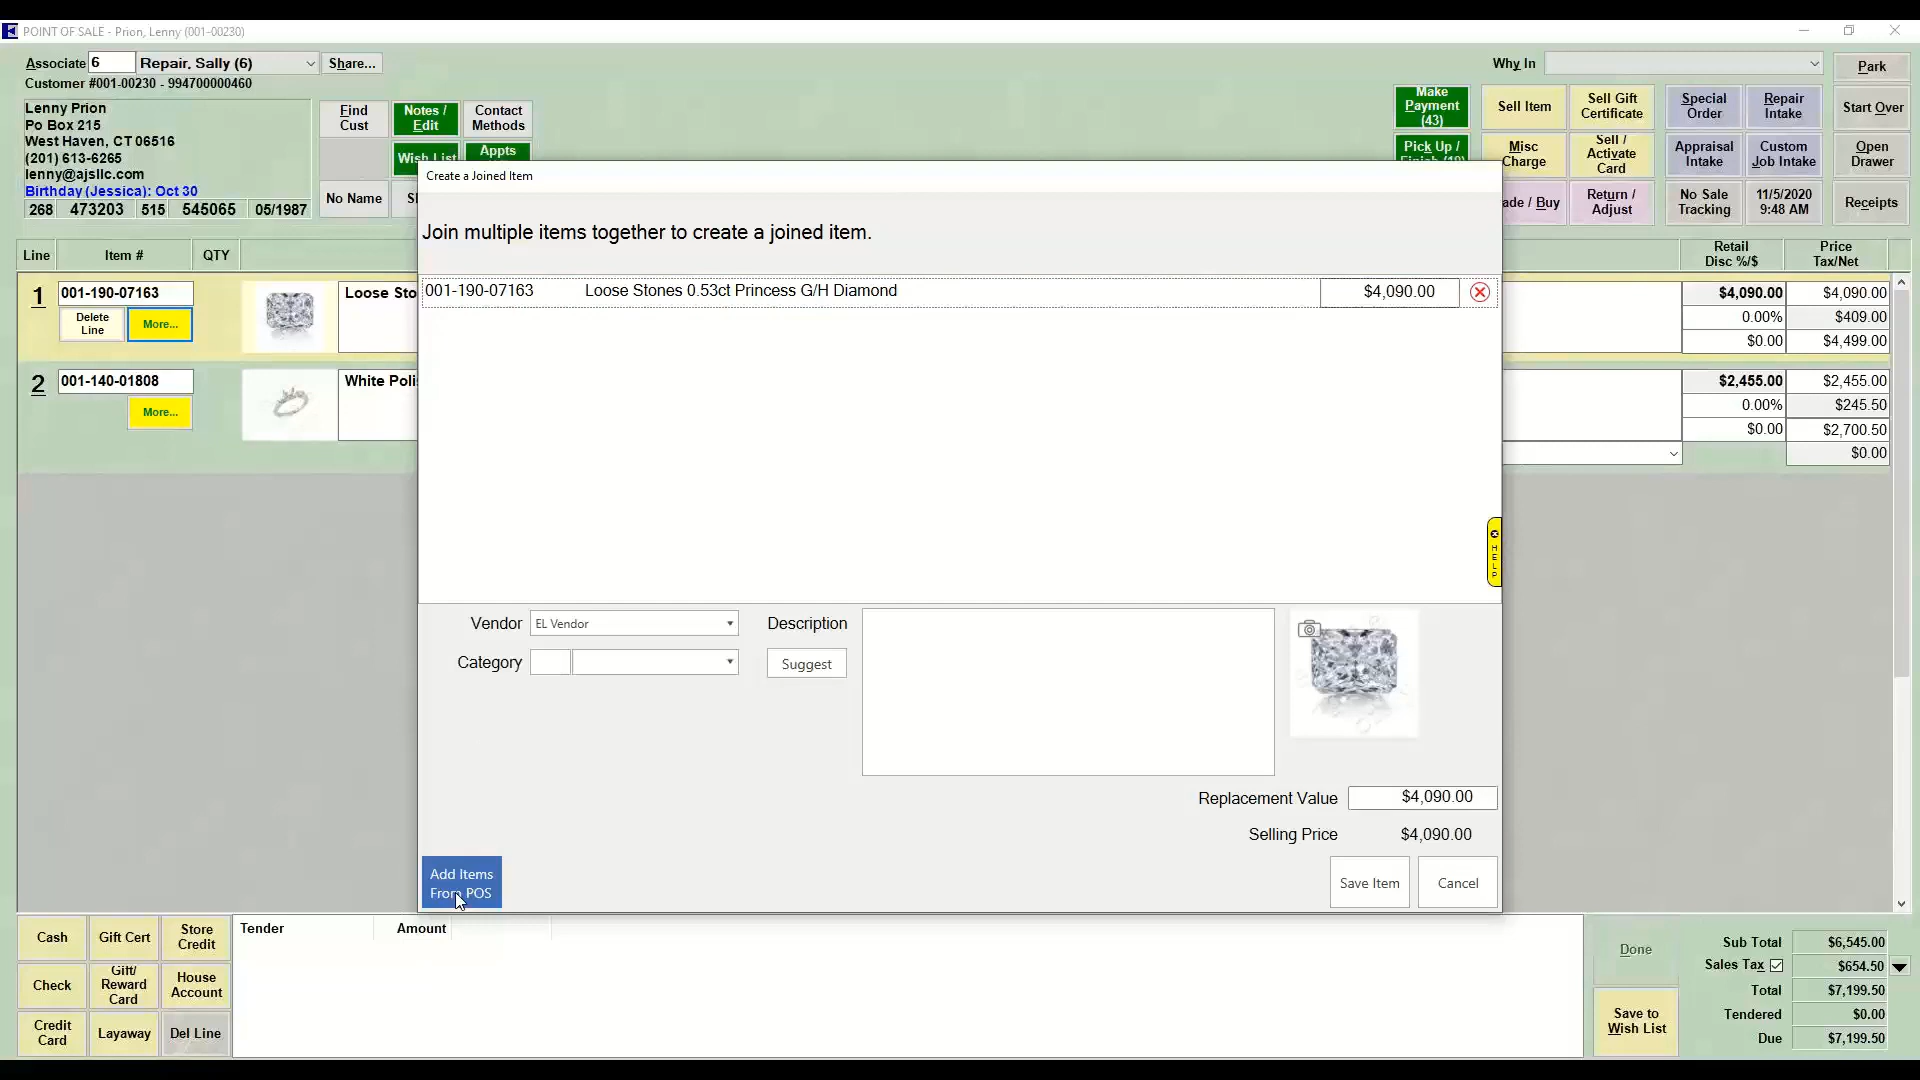 POINT OF SALE - Prion, Lenny (001-00230)
Associate 6 Repair, Sally (6) Share...
Why In
Park
Customer #001-00230 - 994700000460
Lenny Prion
Po Box 215
West Haven, CT 06516
(201) 613-6265
lenny@ajsllc.com
Birthday (Jessica): Oct 30
268 473203 515 545065 05/1987
Find
Cust
Notes /
Edit
Contact
Methods
Wish List
Appts
No Name
Make
Payment
(43)
Sell Item
Sell Gift
Certificate
Special
Order
Repair
Intake
Start Over
Pick Up /
Misc
Charge
Sell /
Activate
Card
Appraisal
Intake
Custom
Job Intake
Open
Drawer
ade / Buy
Return /
Adjust
No Sale
Tracking
11/5/2020
9:48 AM
Receipts
Line Item # QTY
Retail
Disc %/$
Price
Tax/Net
1 001-190-07163
Delete
Line
More...
Loose Sto
$4,090.00 $4,090.00
0.00% $409.00
$0.00 $4,499.00
2 001-140-01808
More...
White Poli
$2,455.00 $2,455.00
0.00% $245.50
$0.00 $2,700.50
$0.00
Create a Joined Item
Join multiple items together to create a joined item.
001-190-07163 Loose Stones 0.53ct Princess G/H Diamond $4,090.00
HELP
Vendor EL Vendor
Category
Description
Suggest
Replacement Value $4,090.00
Selling Price $4,090.00
Add Items
From POS
Save Item
Cancel
Cash
Gift Cert
Store
Credit
Check
Gift/
Reward
Card
House
Account
Credit
Card
Layaway
Del Line
Tender Amount
Done
Save to
Wish List
Sub Total $6,545.00
Sales Tax $654.50
Total $7,199.50
Tendered $0.00
Due $7,199.50